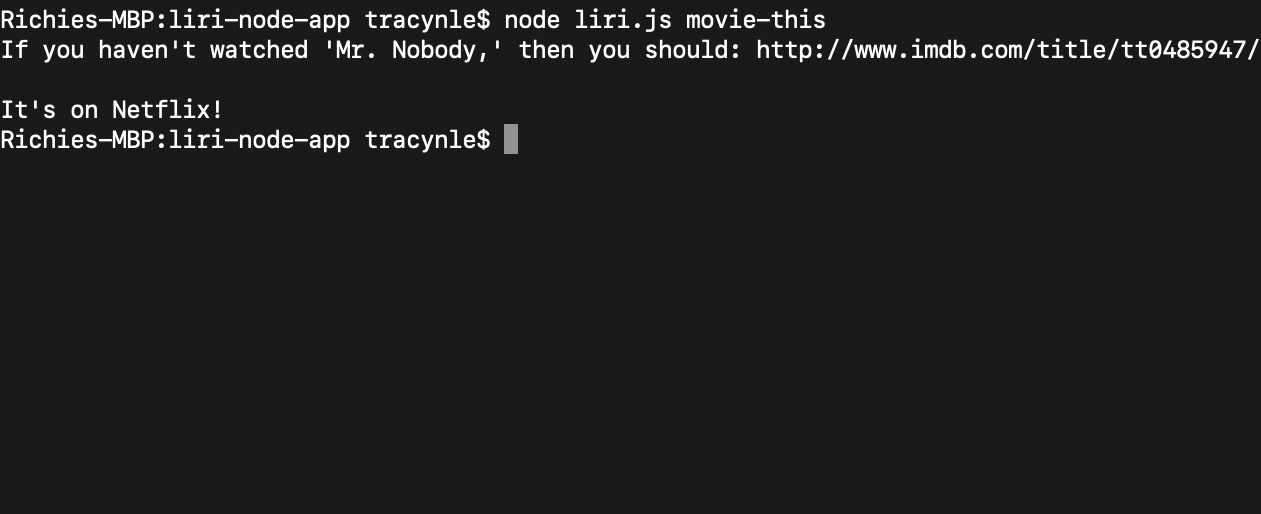 Richies-MBP:liri-node-app tracynle$ node liri.js movie-this
If you haven't watched 'Mr. Nobody,' then you should: http://www.imdb.com/title/tt0485947/
It's on Netflix!
Richies-MBP:liri-node-app tracynle$